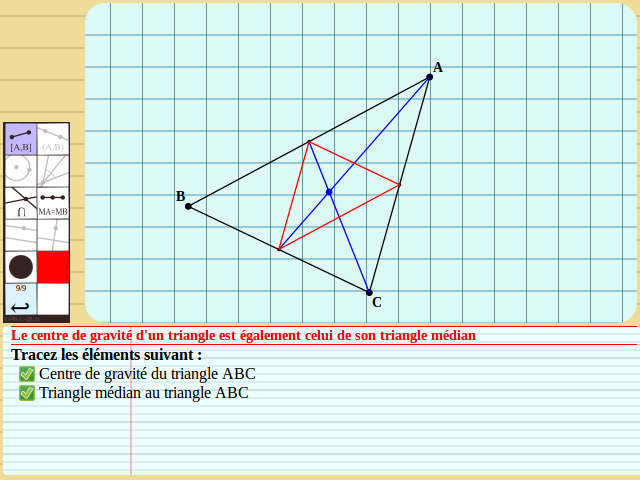 A
B
C
[A,B]
(A,B)
∩
MA=MB
9/9
Le centre de gravité d'un triangle est également celui de son triangle médian
Tracez les éléments suivant :
Centre de gravité du triangle ABC
Triangle médian au triangle ABC